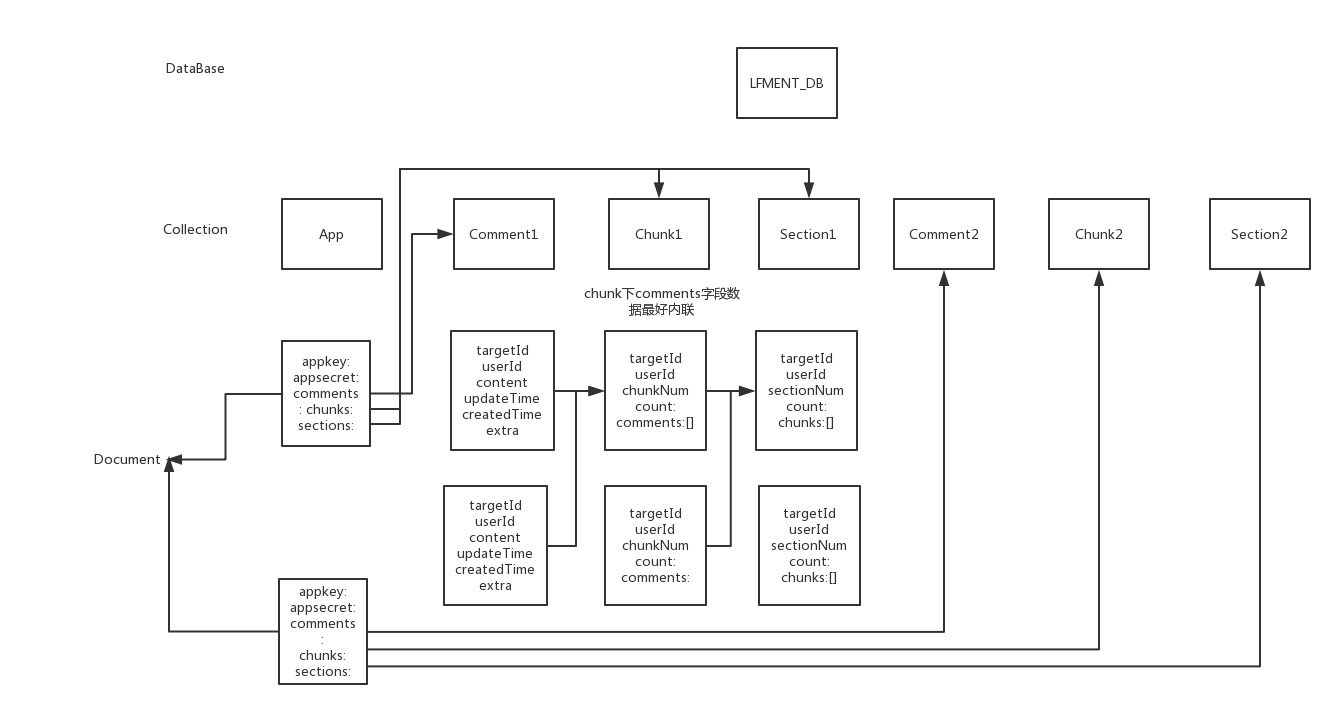 DataBase
LFMENT_DB
Collection
App
Comment1
Chunk1
Section1
Comment2
Chunk2
Section2
chunk下comments字段数
据最好内联
appkey:
appsecret:
comments
: chunks:
sections:
targetId
userId
content
updateTime
createdTime
extra
targetId
userId
chunkNum
count:
comments:[]
targetId
userId
sectionNum
count:
chunks:[]
Document
targetId
userId
content
updateTime
createdTime
extra
targetId
userId
chunkNum
count:
comments:
targetId
userId
sectionNum
count:
chunks:[]
appkey:
appsecret:
comments
:
chunks:
sections: